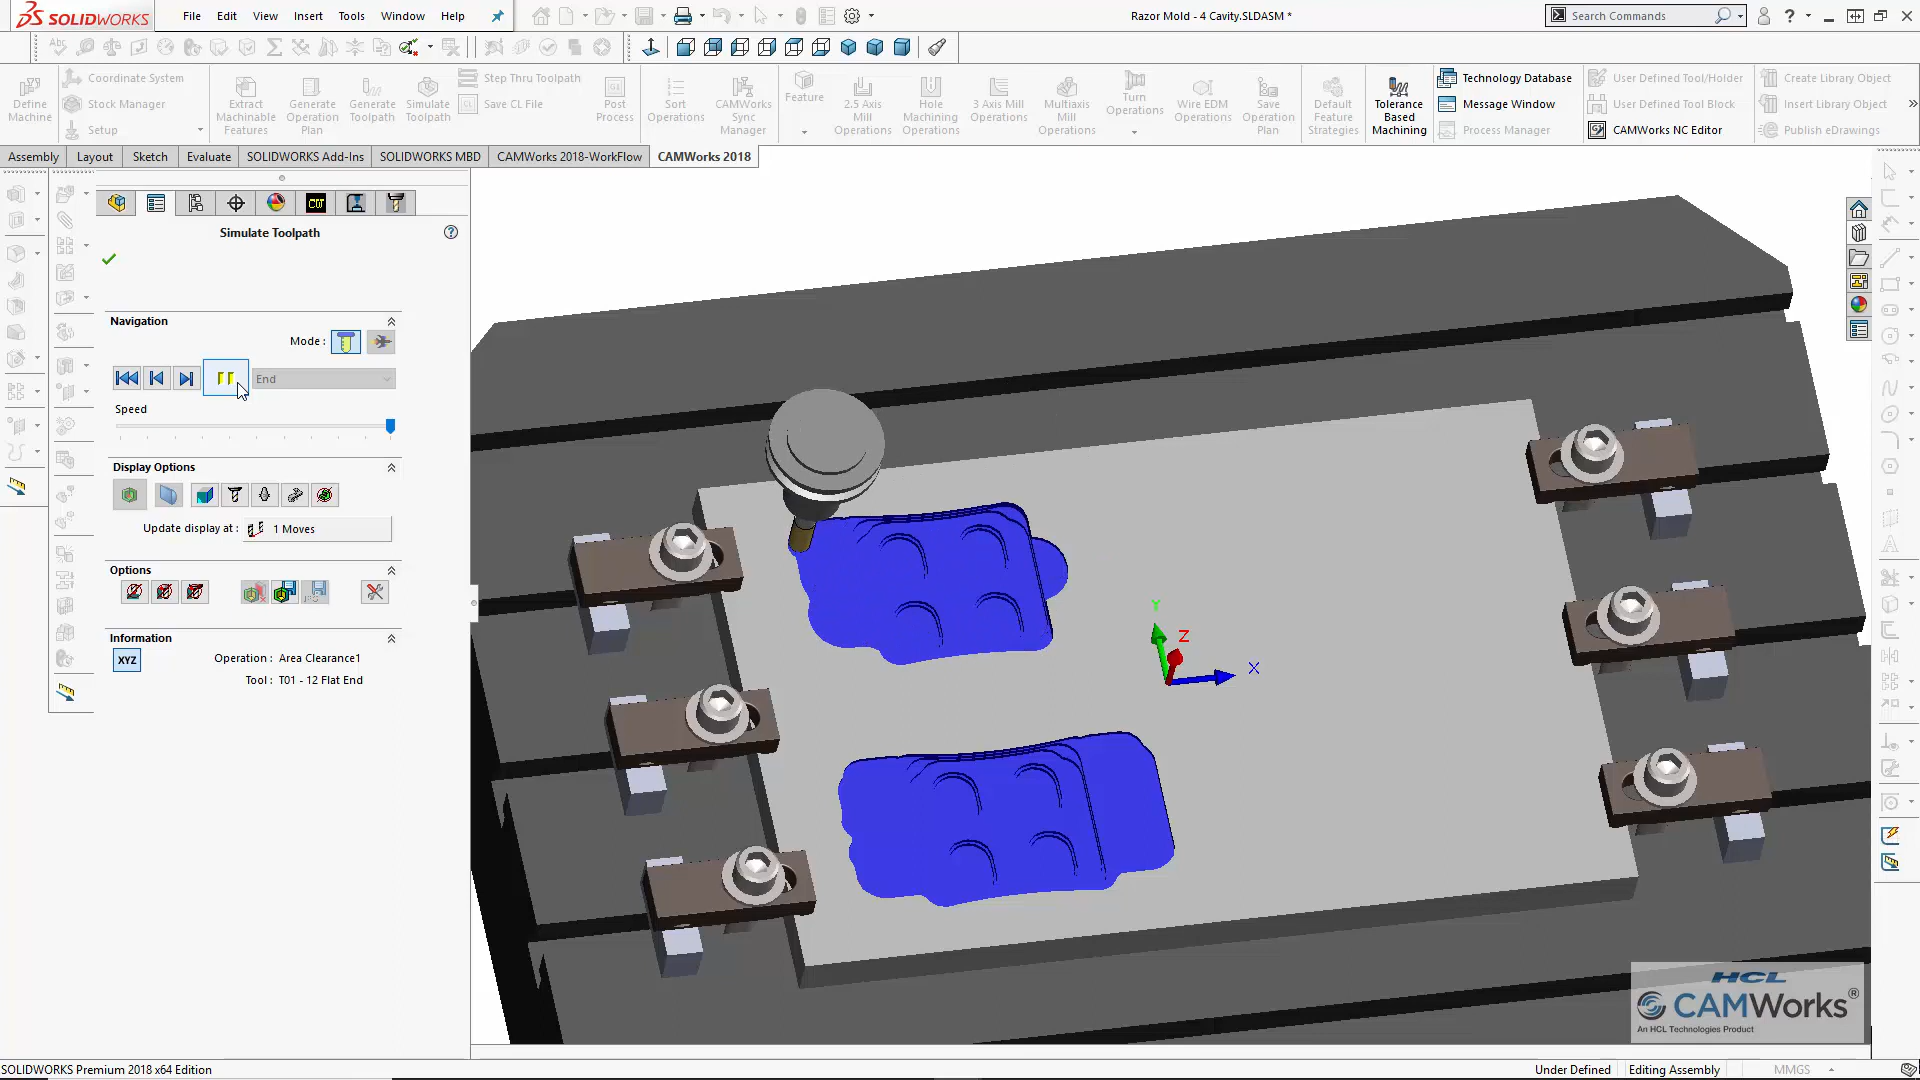 SOLIDWORKS
File Edit View Insert Tools Window Help
Razor Mold - 4 Cavity.SLDASM *
Search Commands
Define Machine
Coordinate System
Stock Manager
Setup
Extract Machinable Features
Generate Operation Plan
Generate Toolpath
Simulate Toolpath
Step Thru Toolpath
Save CL File
Post Process
Sort Operations
CAMWorks Sync Manager
Feature
2.5 Axis Mill Operations
Hole Machining Operations
3 Axis Mill Operations
Multiaxis Mill Operations
Turn Operations
Wire EDM Operations
Save Operation Plan
Default Feature Strategies
Tolerance Based Machining
Technology Database
Message Window
Process Manager
User Defined Tool/Holder
User Defined Tool Block
CAMWorks NC Editor
Create Library Object
Insert Library Object
Publish eDrawings
Assembly Layout Sketch Evaluate SOLIDWORKS Add-Ins SOLIDWORKS MBD CAMWorks 2018-WorkFlow CAMWorks 2018
CW
Simulate Toolpath
Navigation
Mode :
End
Speed
Display Options
Update display at : 1 Moves
Options
Information
XYZ
Operation : Area Clearance1
Tool : T01 - 12 Flat End
Y
Z
X
HCL
CAMWorks®
An HCL Technologies Product
SOLIDWORKS Premium 2018 x64 Edition
Under Defined Editing Assembly MMGS